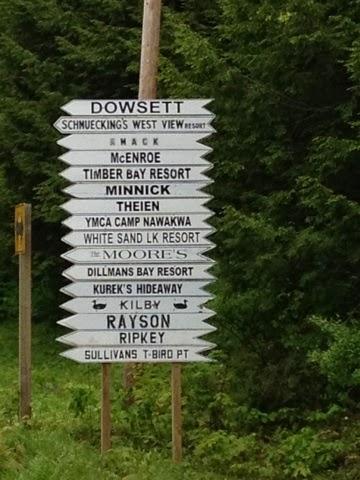 DOWSETT
SCHMUECKING'S WEST VIEW RESORT
McENROE
TIMBER BAY RESORT
MINNICK
THEIEN
YMCA CAMP NAWAKWA
WHITE SAND LK RESORT
The MOORE'S
DILLMANS BAY RESORT
KUREK'S HIDEAWAY
KILBY
RAYSON
RIPKEY
SULLIVANS T-BIRD PT